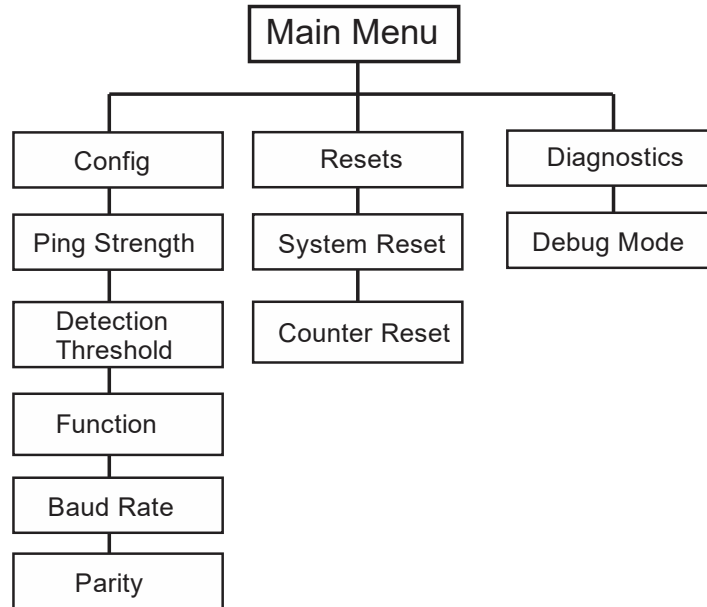 Main Menu
Config
Resets
Diagnostics
Ping Strength
System Reset
Debug Mode
Detection
Threshold
Counter Reset
Function
Baud Rate
Parity